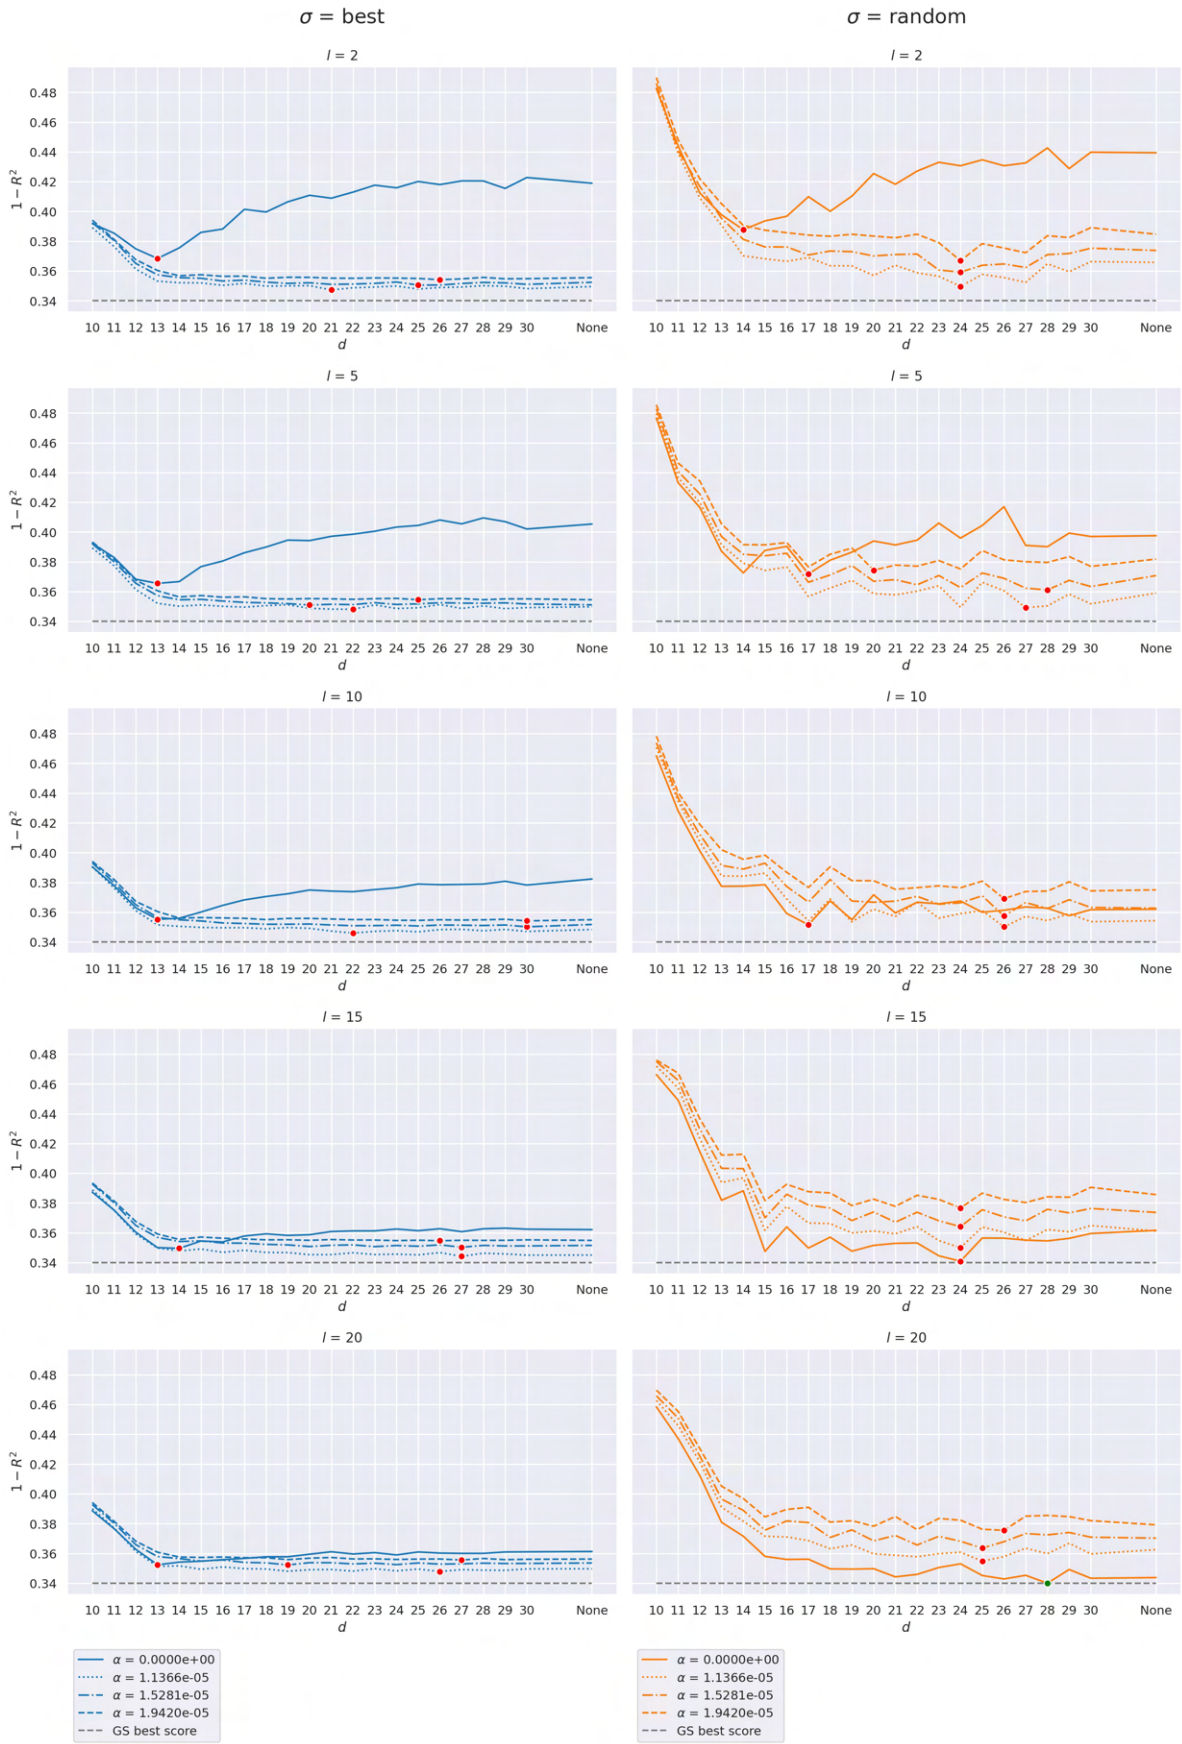 σ = best
σ = random
l = 2
l = 2
1 − R²
0.48
0.46
0.44
0.42
0.40
0.38
0.36
0.34
10 11 12 13 14 15 16 17 18 19 20 21 22 23 24 25 26 27 28 29 30 None
d
10 11 12 13 14 15 16 17 18 19 20 21 22 23 24 25 26 27 28 29 30 None
d
l = 5
l = 5
1 − R²
0.48
0.46
0.44
0.42
0.40
0.38
0.36
0.34
10 11 12 13 14 15 16 17 18 19 20 21 22 23 24 25 26 27 28 29 30 None
d
10 11 12 13 14 15 16 17 18 19 20 21 22 23 24 25 26 27 28 29 30 None
d
l = 10
l = 10
1 − R²
0.48
0.46
0.44
0.42
0.40
0.38
0.36
0.34
10 11 12 13 14 15 16 17 18 19 20 21 22 23 24 25 26 27 28 29 30 None
d
10 11 12 13 14 15 16 17 18 19 20 21 22 23 24 25 26 27 28 29 30 None
d
l = 15
l = 15
1 − R²
0.48
0.46
0.44
0.42
0.40
0.38
0.36
0.34
10 11 12 13 14 15 16 17 18 19 20 21 22 23 24 25 26 27 28 29 30 None
d
10 11 12 13 14 15 16 17 18 19 20 21 22 23 24 25 26 27 28 29 30 None
d
l = 20
l = 20
1 − R²
0.48
0.46
0.44
0.42
0.40
0.38
0.36
0.34
10 11 12 13 14 15 16 17 18 19 20 21 22 23 24 25 26 27 28 29 30 None
d
10 11 12 13 14 15 16 17 18 19 20 21 22 23 24 25 26 27 28 29 30 None
d
α = 0.0000e+00
α = 1.1366e-05
α = 1.5281e-05
α = 1.9420e-05
GS best score
α = 0.0000e+00
α = 1.1366e-05
α = 1.5281e-05
α = 1.9420e-05
GS best score